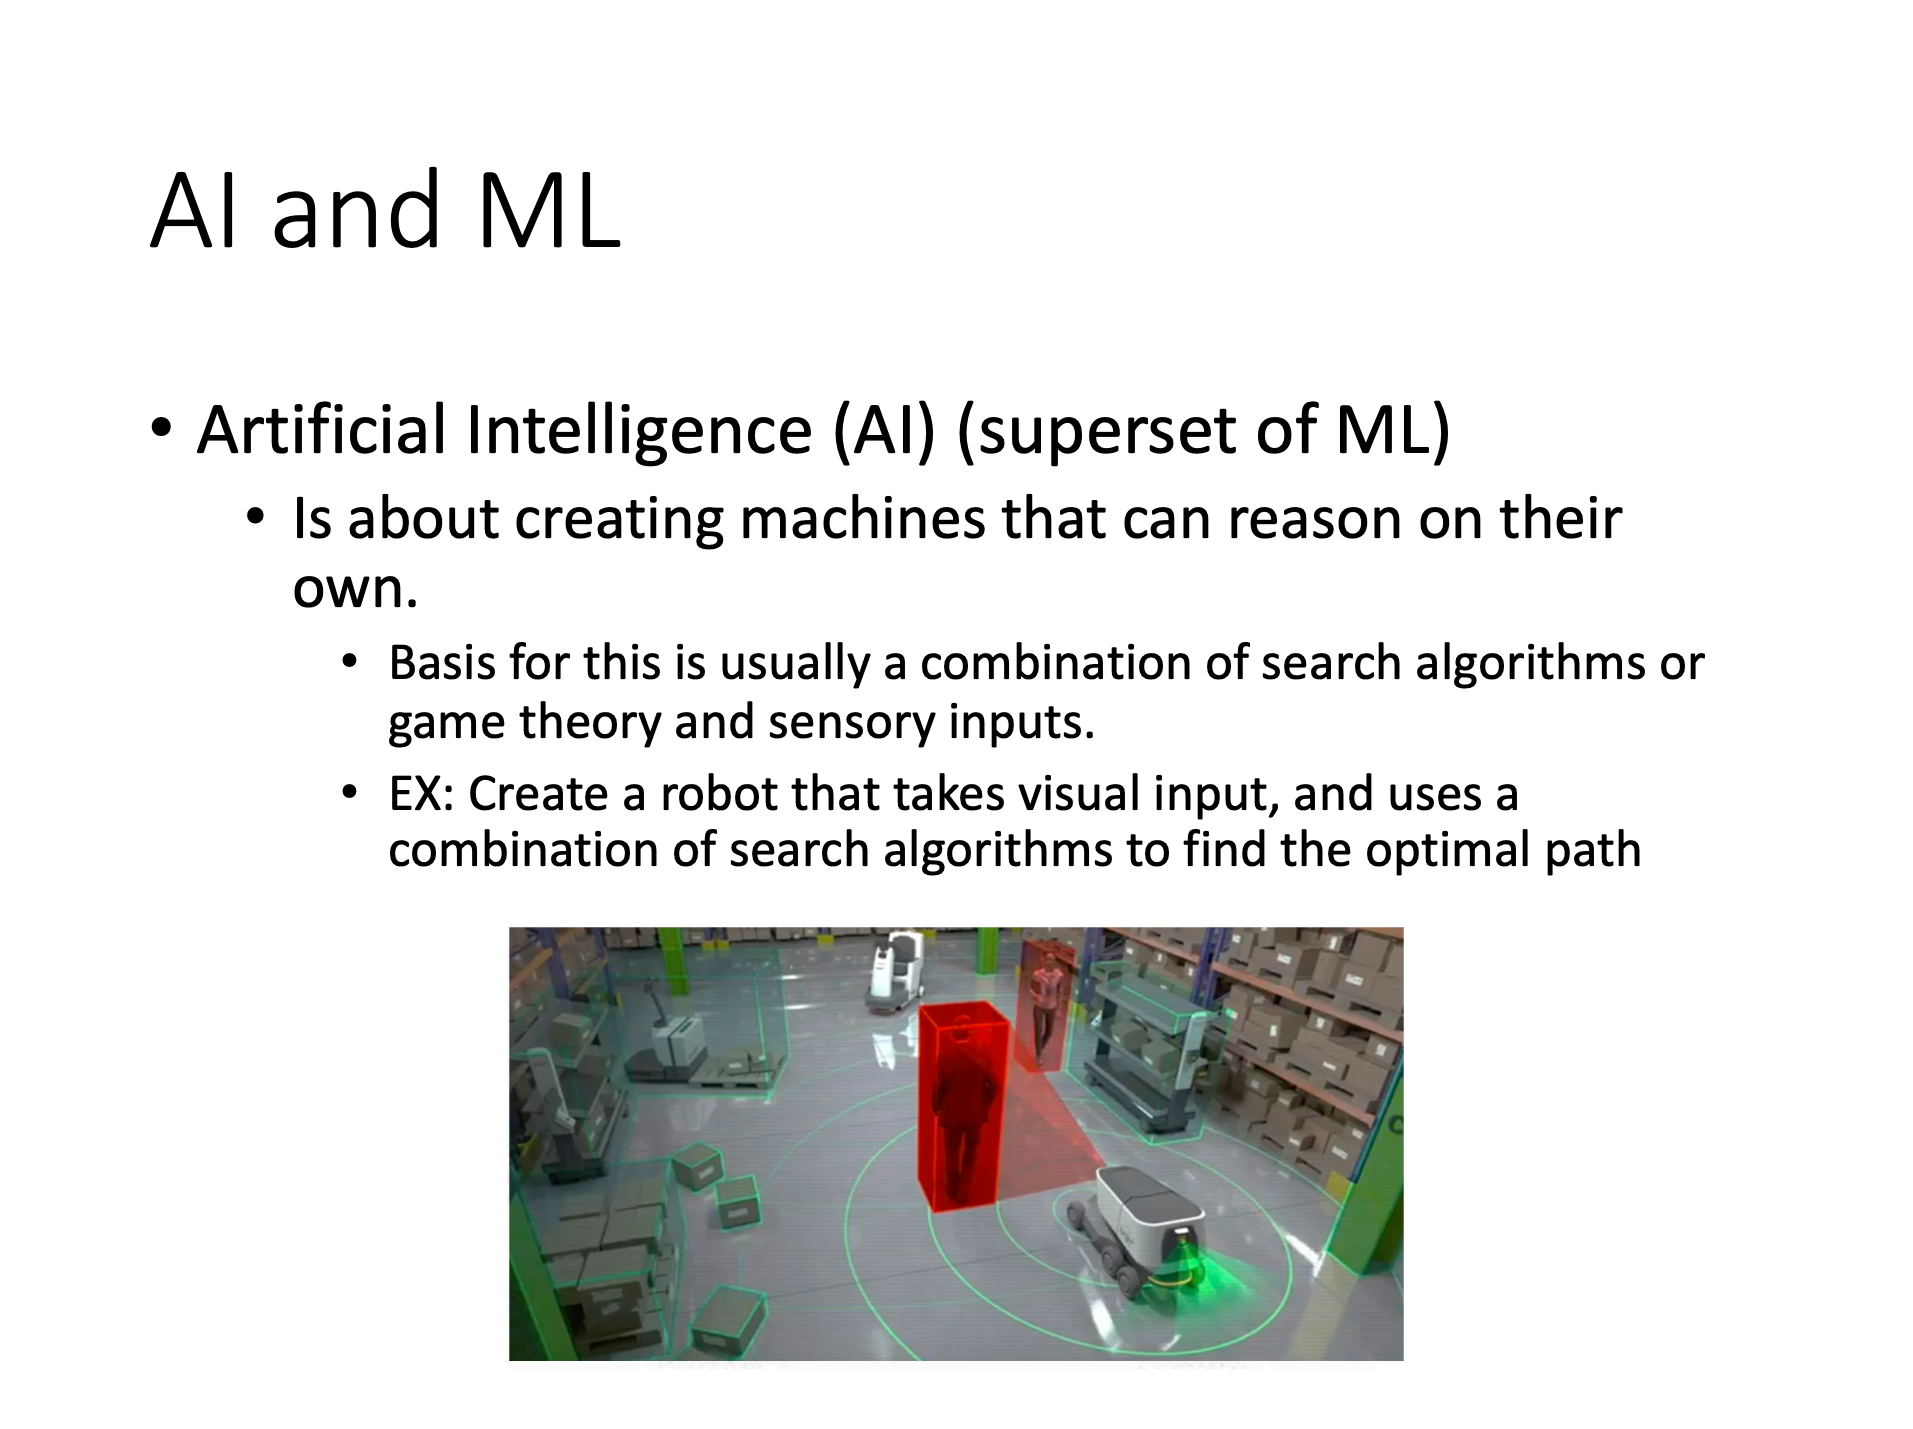 AI and ML
• Artificial Intelligence (AI) (superset of ML)
• Is about creating machines that can reason on their
own.
• Basis for this is usually a combination of search algorithms or
game theory and sensory inputs.
• EX: Create a robot that takes visual input, and uses a
combination of search algorithms to find the optimal path